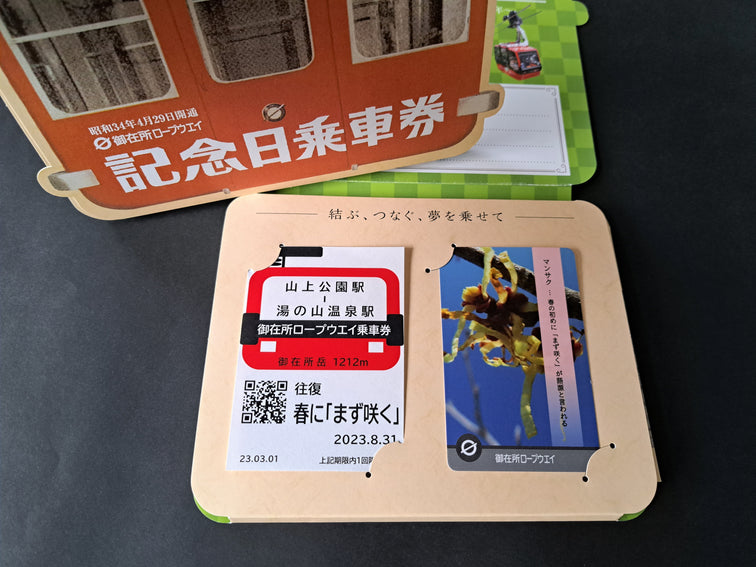 昭和34年4月29日開通
御在所ロープウエイ
記念日乗車券
結ぶ、つなぐ、夢を乗せて
山上公園駅
-
湯の山温泉駅
御在所ロープウエイ乗車券
御在所岳 1212m
往復
春に「まず咲く」
2023.8.31
23.03.01
上記期限内1回限
マンサク … 春の初めに「まず咲く」が語源と言われる
御在所ロープウエイ